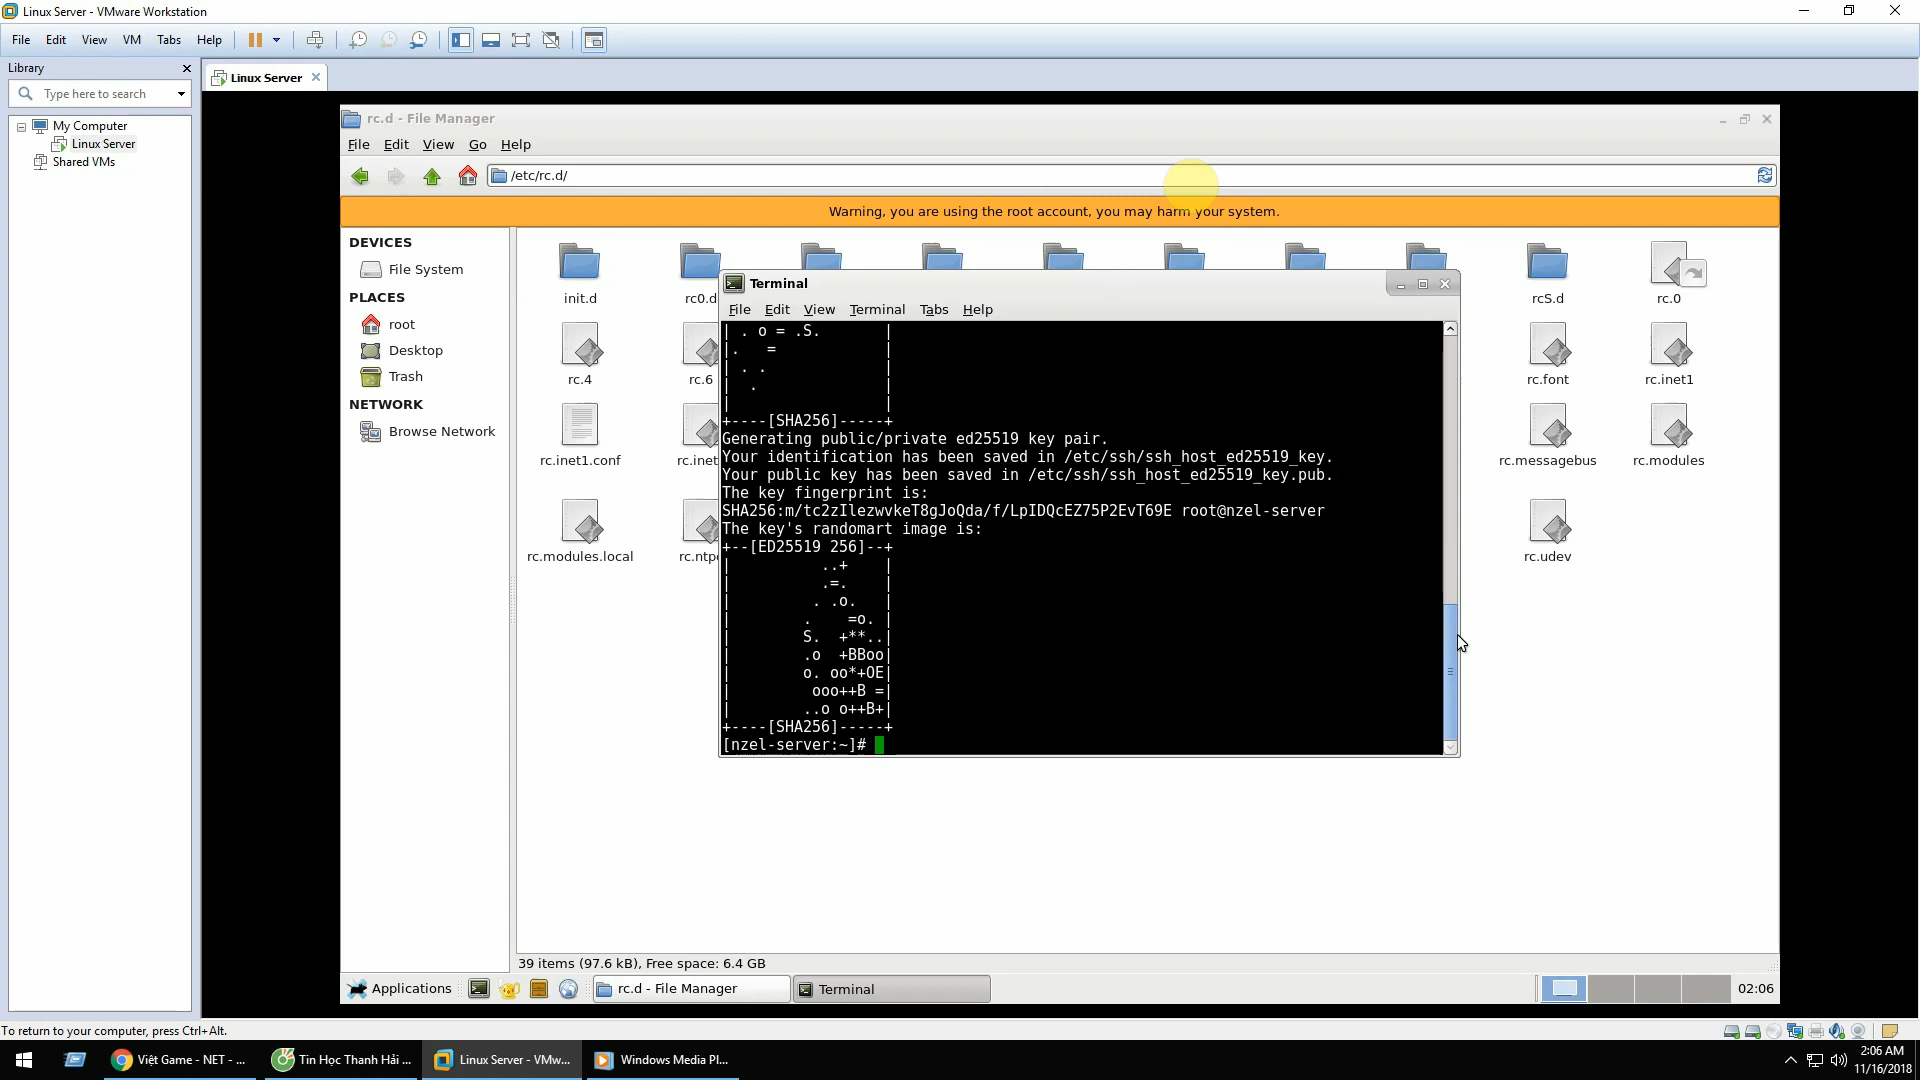 Linux Server - VMware Workstation
File Edit View VM Tabs Help
Library
Type here to search
My Computer
Linux Server
Shared VMs
Linux Server
rc.d - File Manager
File Edit View Go Help
/etc/rc.d/
Warning, you are using the root account, you may harm your system.
DEVICES
File System
PLACES
root
Desktop
Trash
NETWORK
Browse Network
init.d
rc0.d
rcS.d
rc.0
rc.4
rc.6
rc.font
rc.inet1
rc.inet1.conf
rc.inet
rc.messagebus
rc.modules
rc.modules.local
rc.ntp
rc.udev
Terminal
File Edit View Terminal Tabs Help
| . o = .S.       |
|.   =            |
| . .             |
|  .              |
|                 |
+----[SHA256]-----+
Generating public/private ed25519 key pair.
Your identification has been saved in /etc/ssh/ssh_host_ed25519_key.
Your public key has been saved in /etc/ssh/ssh_host_ed25519_key.pub.
The key fingerprint is:
SHA256:m/tc2zIlezwvkeT8gJoQda/f/LpIDQcEZ75P2EvT69E root@nzel-server
The key's randomart image is:
+--[ED25519 256]--+
|          ..+    |
|          .=.    |
|         . .o.   |
|        .    =o. |
|        S.  +**..|
|        .o  +BBoo|
|        o. oo*+OE|
|         ooo++B =|
|        ..o o++B+|
+----[SHA256]-----+
[nzel-server:~]#
39 items (97.6 kB), Free space: 6.4 GB
Applications
rc.d - File Manager
Terminal
02:06
To return to your computer, press Ctrl+Alt.
Việt Game - NET - ...
Tin Học Thanh Hải ...
Linux Server - VMw...
Windows Media Pl...
2:06 AM
11/16/2018